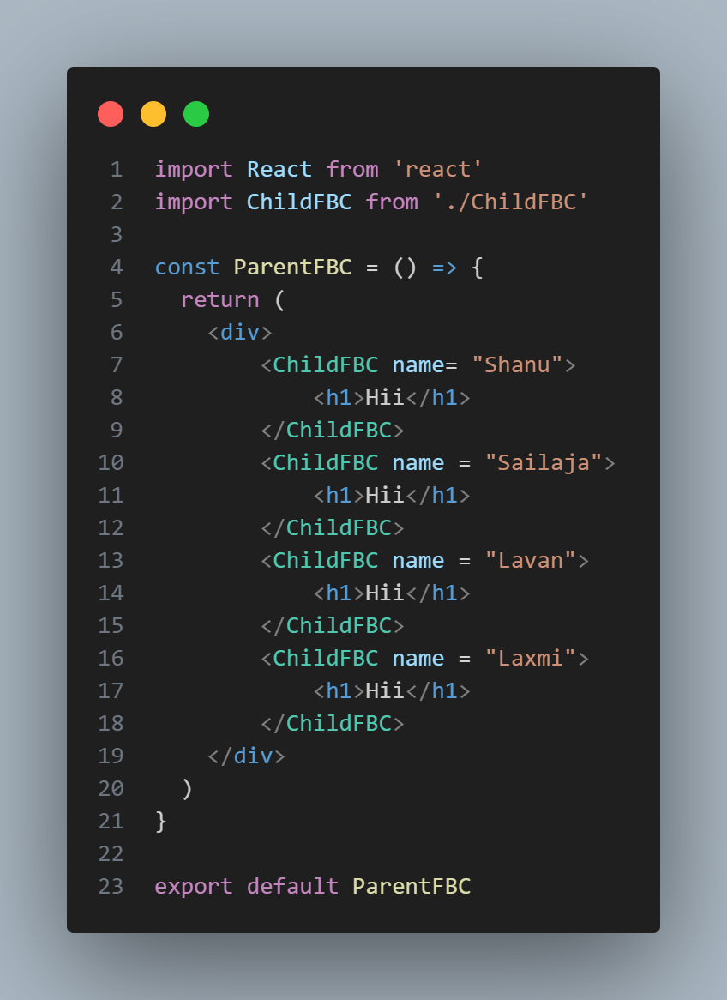 1 import React from 'react'
2 import ChildFBC from './ChildFBC'
3
4 const ParentFBC = () => {
5   return (
6     <div>
7         <ChildFBC name= "Shanu">
8             <h1>Hii</h1>
9         </ChildFBC>
10         <ChildFBC name = "Sailaja">
11             <h1>Hii</h1>
12         </ChildFBC>
13         <ChildFBC name = "Lavan">
14             <h1>Hii</h1>
15         </ChildFBC>
16         <ChildFBC name = "Laxmi">
17             <h1>Hii</h1>
18         </ChildFBC>
19     </div>
20   )
21 }
22
23 export default ParentFBC